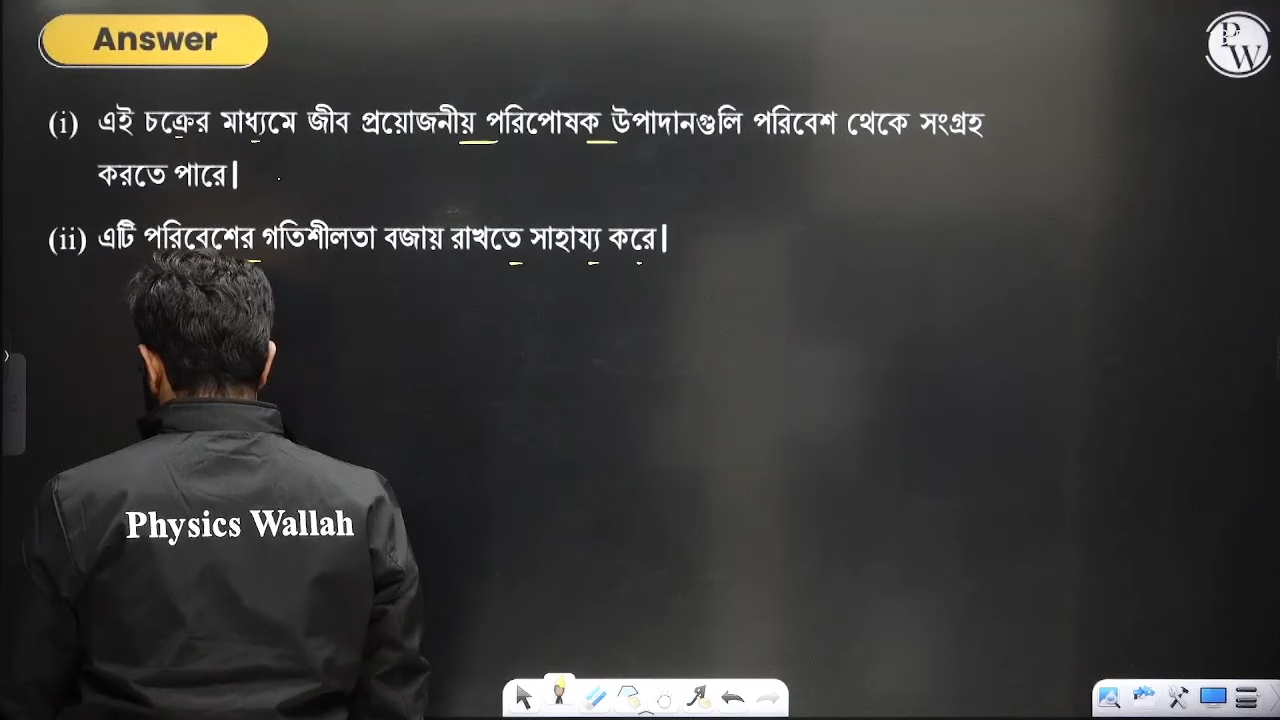 Answer
PW
(i) এই চক্রের মাধ্যমে জীব প্রয়োজনীয় পরিপোষক উপাদানগুলি পরিবেশ থেকে সংগ্রহ
করতে পারে|
(ii) এটি পরিবেশের গতিশীলতা বজায় রাখতে সাহায্য করে|
Physics Wallah